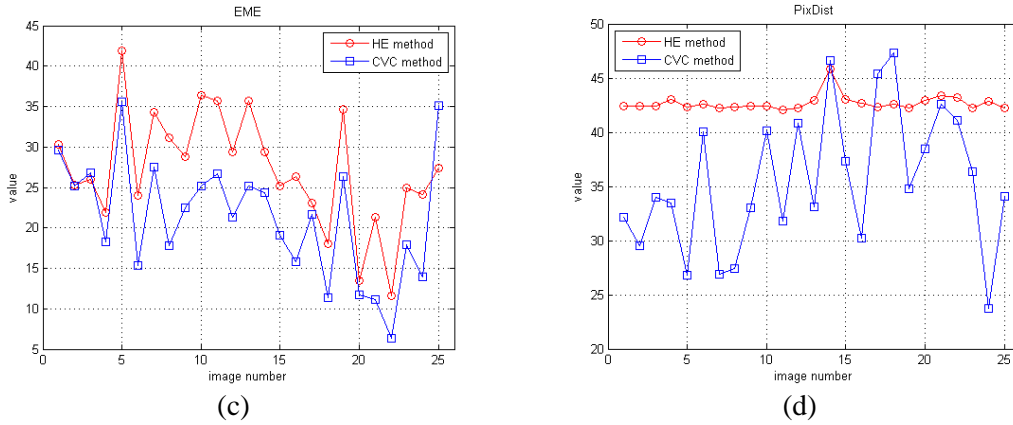 EME
45
40
35
30
25
20
15
10
5
0 5 10 15 20 25
value
image number
HE method
CVC method
(c)
PixDist
50
45
40
35
30
25
20
0 5 10 15 20 25
value
image number
HE method
CVC method
(d)